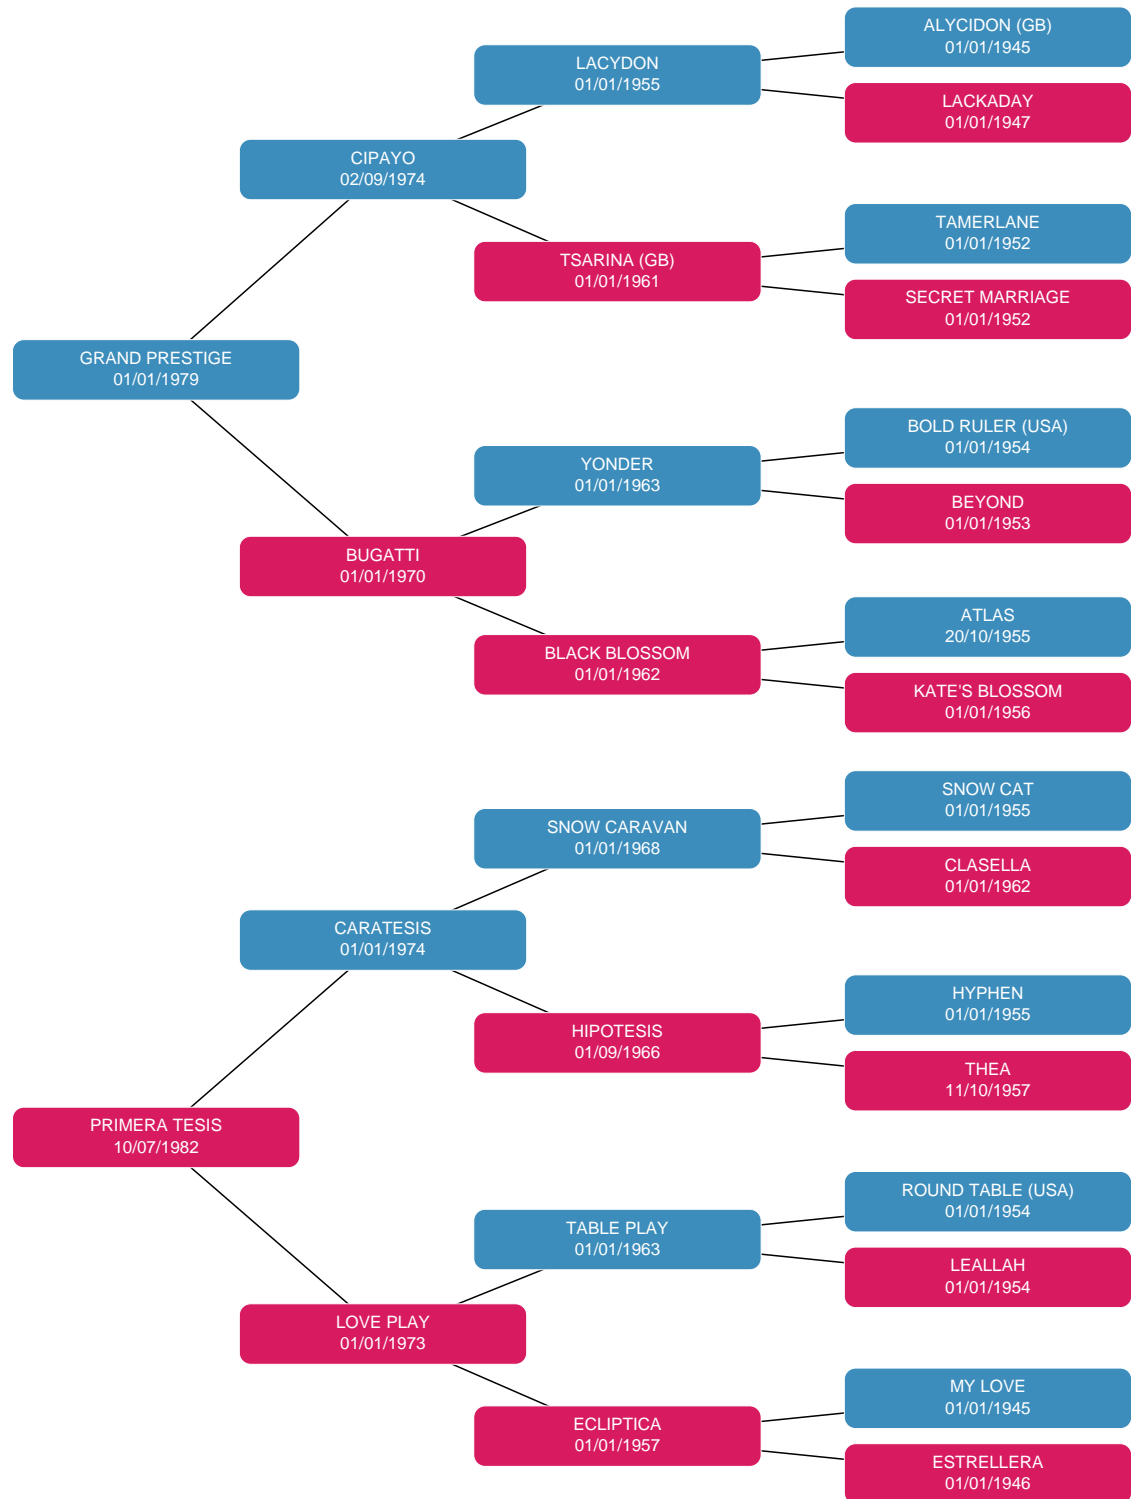 ALYCIDON (GB)
01/01/1945
LACYDON
01/01/1955
LACKADAY
01/01/1947
CIPAYO
02/09/1974
TAMERLANE
01/01/1952
TSARINA (GB)
01/01/1961
SECRET MARRIAGE
01/01/1952
GRAND PRESTIGE
01/01/1979
BOLD RULER (USA)
01/01/1954
YONDER
01/01/1963
BEYOND
01/01/1953
BUGATTI
01/01/1970
ATLAS
20/10/1955
BLACK BLOSSOM
01/01/1962
KATE'S BLOSSOM
01/01/1956
SNOW CAT
01/01/1955
SNOW CARAVAN
01/01/1968
CLASELLA
01/01/1962
CARATESIS
01/01/1974
HYPHEN
01/01/1955
HIPOTESIS
01/09/1966
THEA
11/10/1957
PRIMERA TESIS
10/07/1982
ROUND TABLE (USA)
01/01/1954
TABLE PLAY
01/01/1963
LEALLAH
01/01/1954
LOVE PLAY
01/01/1973
MY LOVE
01/01/1945
ECLIPTICA
01/01/1957
ESTRELLERA
01/01/1946